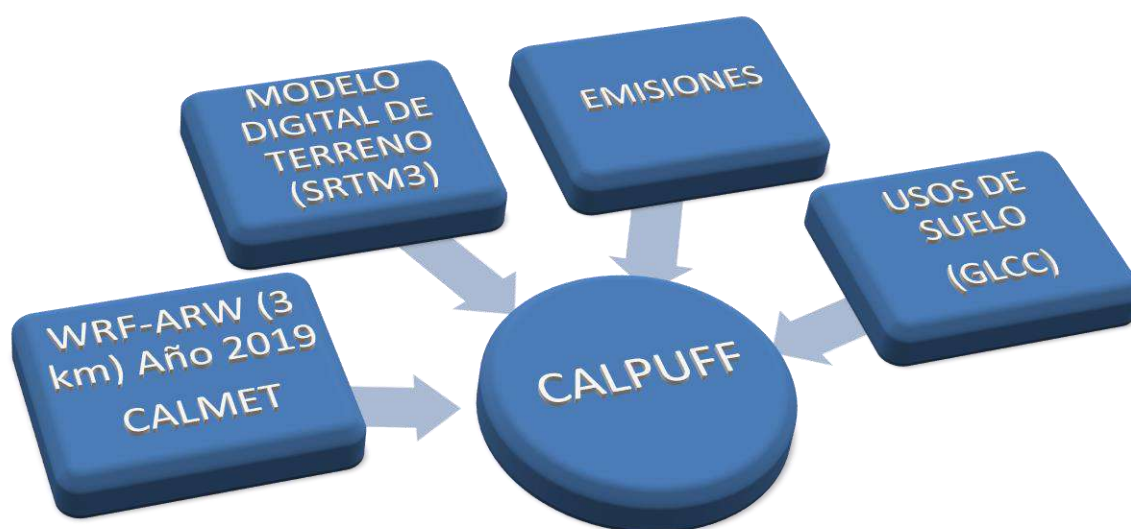 MODELO
DIGITAL DE
TERRENO
(SRTM3)
EMISIONES
USOS DE
SUELO
(GLCC)
WRF-ARW (3
km) Año 2019
CALMET
CALPUFF